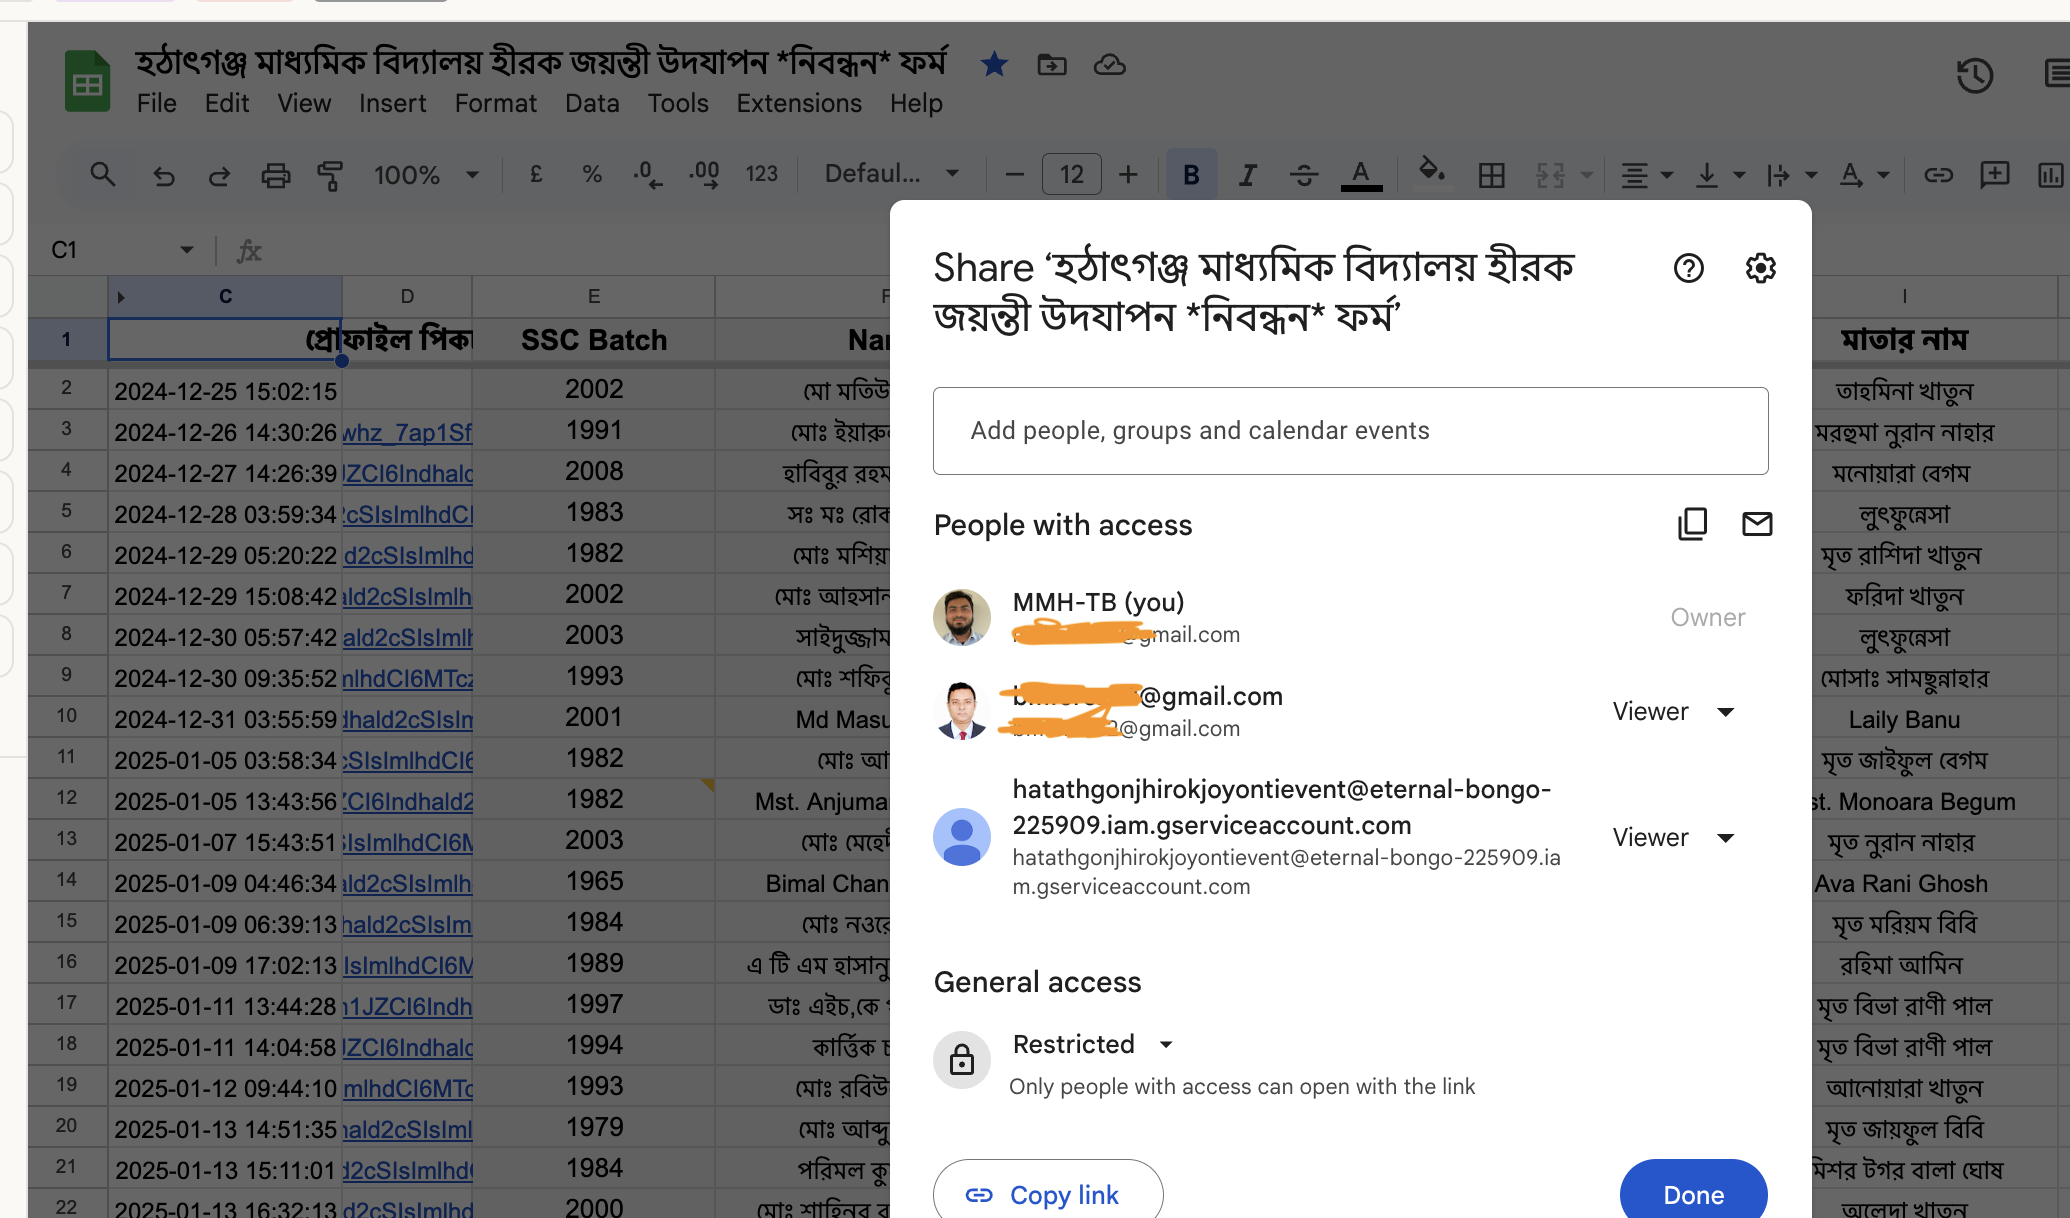 হঠাৎগঞ্জ মাধ্যমিক বিদ্যালয় হীরক জয়ন্তী উদযাপন *নিবন্ধন* ফর্ম
File Edit View Insert Format Data Tools Extensions Help
100% £ % .0 .00 123 Defaul... 12 B I A
C1 fx
C D E F I
1 প্রোফাইল পিক SSC Batch Nar মাতার নাম
2 2024-12-25 15:02:15 2002 মো মতিউ তাহমিনা খাতুন
3 2024-12-26 14:30:26 whz_7ap1Sf 1991 মোঃ ইয়ারু মরহুমা নুরান নাহার
4 2024-12-27 14:26:39 JZCI6Indhald 2008 হাবিবুর রহম মনোয়ারা বেগম
5 2024-12-28 03:59:34 2cSIsImlhdCI 1983 সঃ মঃ রোক লুৎফুন্নেসা
6 2024-12-29 05:20:22 d2cSIsImlhd 1982 মোঃ মশিয়া মৃত রাশিদা খাতুন
7 2024-12-29 15:08:42 ald2cSIsImlh 2002 মোঃ আহসান ফরিদা খাতুন
8 2024-12-30 05:57:42 ald2cSIsImlh 2003 সাইদুজ্জাম লুৎফুন্নেসা
9 2024-12-30 09:35:52 mlhdCI6MTcz 1993 মোঃ শফিকু মোসাঃ সামছুন্নাহার
10 2024-12-31 03:55:59 dhald2cSIsIm 2001 Md Masu Laily Banu
11 2025-01-05 03:58:34 cSIsImlhdCI6 1982 মোঃ আ মৃত জাইফুল বেগম
12 2025-01-05 13:43:56 ZCI6Indhald2 1982 Mst. Anjuma st. Monoara Begum
13 2025-01-07 15:43:51 SIsImlhdCI6M 2003 মোঃ মেহেদী মৃত নুরান নাহার
14 2025-01-09 04:46:34 ald2cSIsImlh 1965 Bimal Chan Ava Rani Ghosh
15 2025-01-09 06:39:13 hald2cSIsIm 1984 মোঃ নওরে মৃত মরিয়ম বিবি
16 2025-01-09 17:02:13 IsImlhdCI6M 1989 এ টি এম হাসানু রহিমা আমিন
17 2025-01-11 13:44:28 n1JZCI6Indh 1997 ডাঃ এইচ,কে মৃত বিভা রাণী পাল
18 2025-01-11 14:04:58 JZCI6Indhald 1994 কার্ত্তিক চ মৃত বিভা রাণী পাল
19 2025-01-12 09:44:10 mlhdCI6MTc 1993 মোঃ রবিউ আনোয়ারা খাতুন
20 2025-01-13 14:51:35 hald2cSIsIml 1979 মোঃ আব্দু মৃত জায়ফুল বিবি
21 2025-01-13 15:11:01 d2cSIsImlhd 1984 পরিমল কু মিশর টগর বালা ঘোষ
22 2025-01-13 16:32:13 d2cSIsImlhd 2000 মোঃ শাহিনুর র অলেদা খাতুন
Share ‘হঠাৎগঞ্জ মাধ্যমিক বিদ্যালয় হীরক
জয়ন্তী উদযাপন *নিবন্ধন* ফর্ম’
Add people, groups and calendar events
People with access
MMH-TB (you)
@gmail.com
Owner
@gmail.com
2@gmail.com
Viewer
hatathgonjhirokjoyontievent@eternal-bongo-
225909.iam.gserviceaccount.com
hatathgonjhirokjoyontievent@eternal-bongo-225909.ia
m.gserviceaccount.com
Viewer
General access
Restricted
Only people with access can open with the link
Copy link
Done